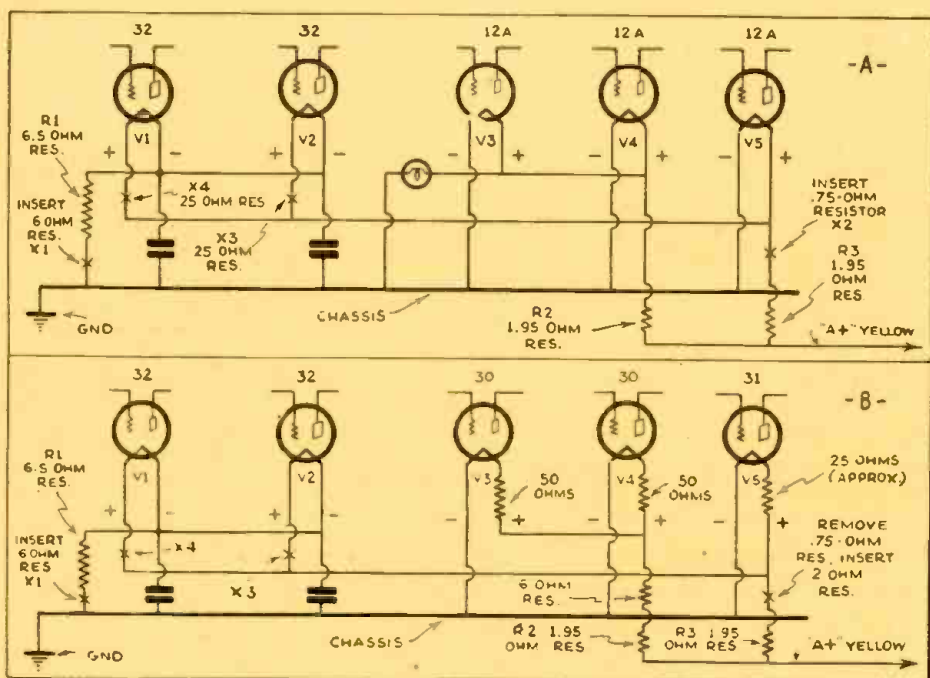 32
32
12A
12A
12A
-A-
R1
6.5 OHM
RES.
V1
V2
V3
V4
V5
+
-
+
-
-
+
-
+
-
+
INSERT
6 OHM
RES.
X1
X4
25 OHM RES
X3
25 OHM
RES.
INSERT
.75-OHM
RESISTOR
X2
R3
1.95
OHM
RES.
GND
CHASSIS
R2
1.95 OHM
RES.
"A+" YELLOW
32
32
30
30
31
-B-
R1
6.5 OHM
RES.
V1
V2
V3
V4
V5
50
OHMS
50
OHMS
25 OHMS
(APPROX.)
+
-
+
-
-
+
-
+
-
+
INSERT
6 OHM
RES
X1
X4
X3
REMOVE
.75-OHM
RES. INSERT
2 OHM
RES.
6 OHM
RES.
GND
CHASSIS
R2 1.95
OHM RES
R3 1.95
OHM RES
A+ YELLOW